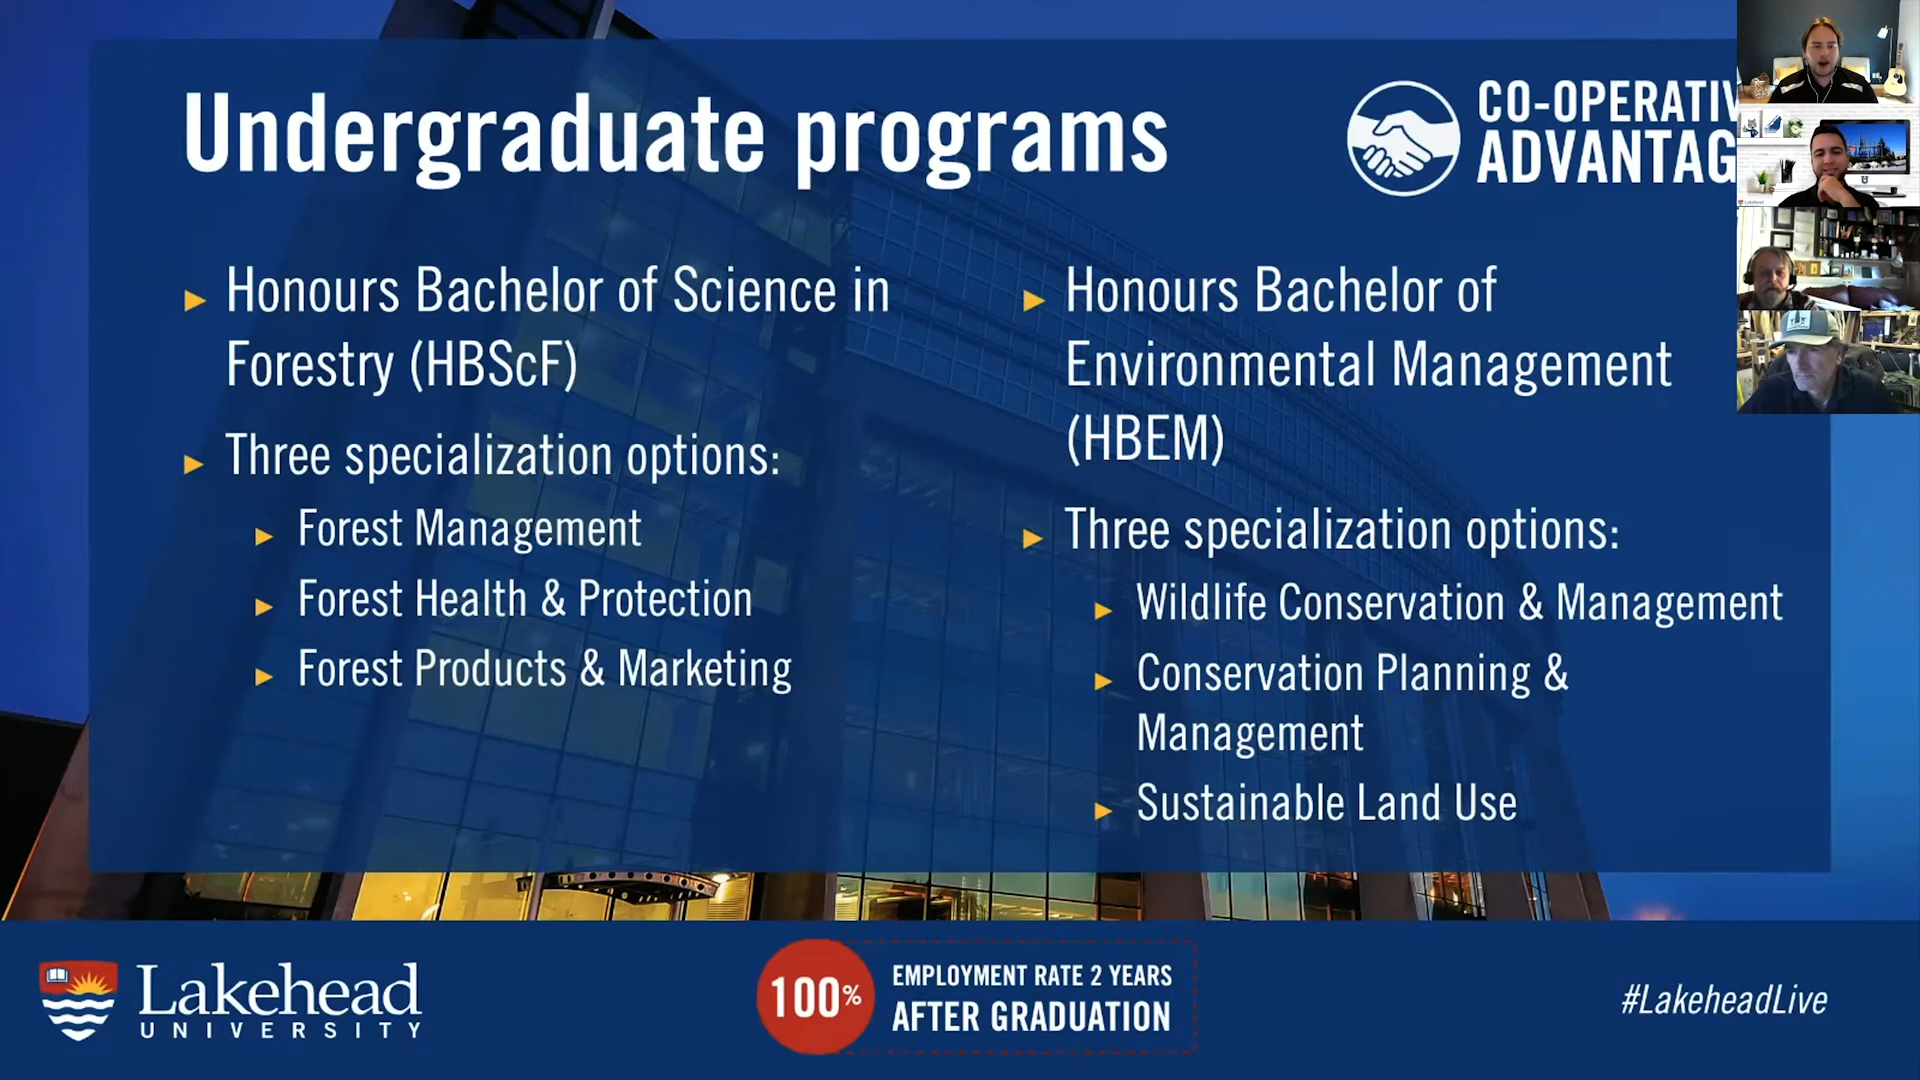 Undergraduate programs
CO-OPERATIV
ADVANTAG
Honours Bachelor of Science in
Forestry (HBScF)
Three specialization options:
Forest Management
Forest Health & Protection
Forest Products & Marketing
Honours Bachelor of
Environmental Management
(HBEM)
Three specialization options:
Wildlife Conservation & Management
Conservation Planning &
Management
Sustainable Land Use
Lakehead
UNIVERSITY
100%
EMPLOYMENT RATE 2 YEARS
AFTER GRADUATION
#LakeheadLive
Lakehead